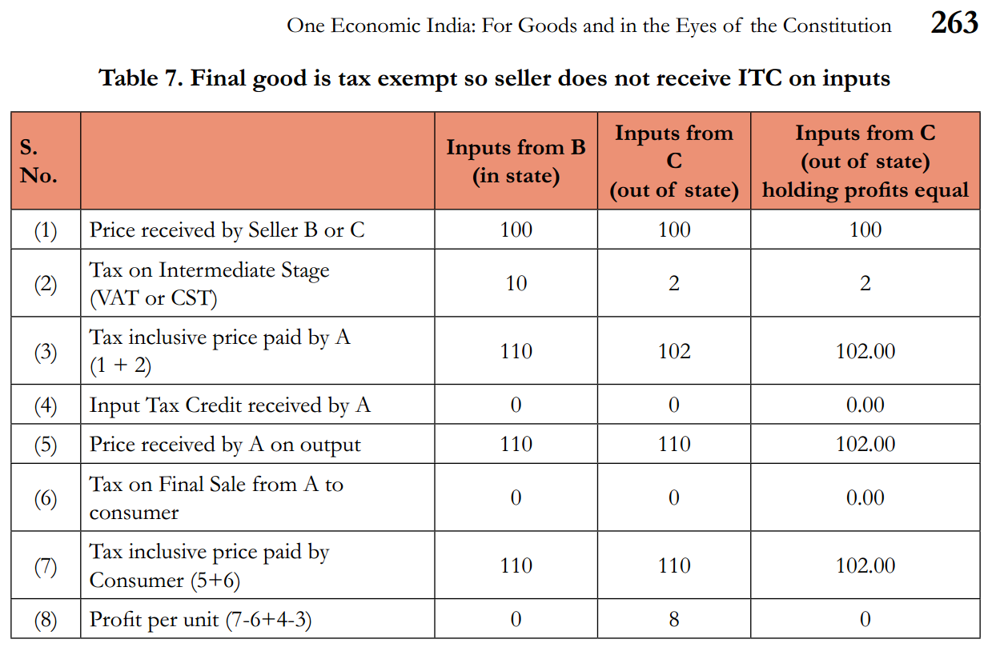 One Economic India: For Goods and in the Eyes of the Constitution 263
Table 7. Final good is tax exempt so seller does not receive ITC on inputs
S.
No.
Inputs from B
(in state)
Inputs from
C
(out of state)
Inputs from C
(out of state)
holding profits equal
(1) Price received by Seller B or C 100 100 100
(2) Tax on Intermediate Stage
(VAT or CST) 10 2 2
(3) Tax inclusive price paid by A
(1 + 2) 110 102 102.00
(4) Input Tax Credit received by A 0 0 0.00
(5) Price received by A on output 110 110 102.00
(6) Tax on Final Sale from A to
consumer 0 0 0.00
(7) Tax inclusive price paid by
Consumer (5+6) 110 110 102.00
(8) Profit per unit (7-6+4-3) 0 8 0